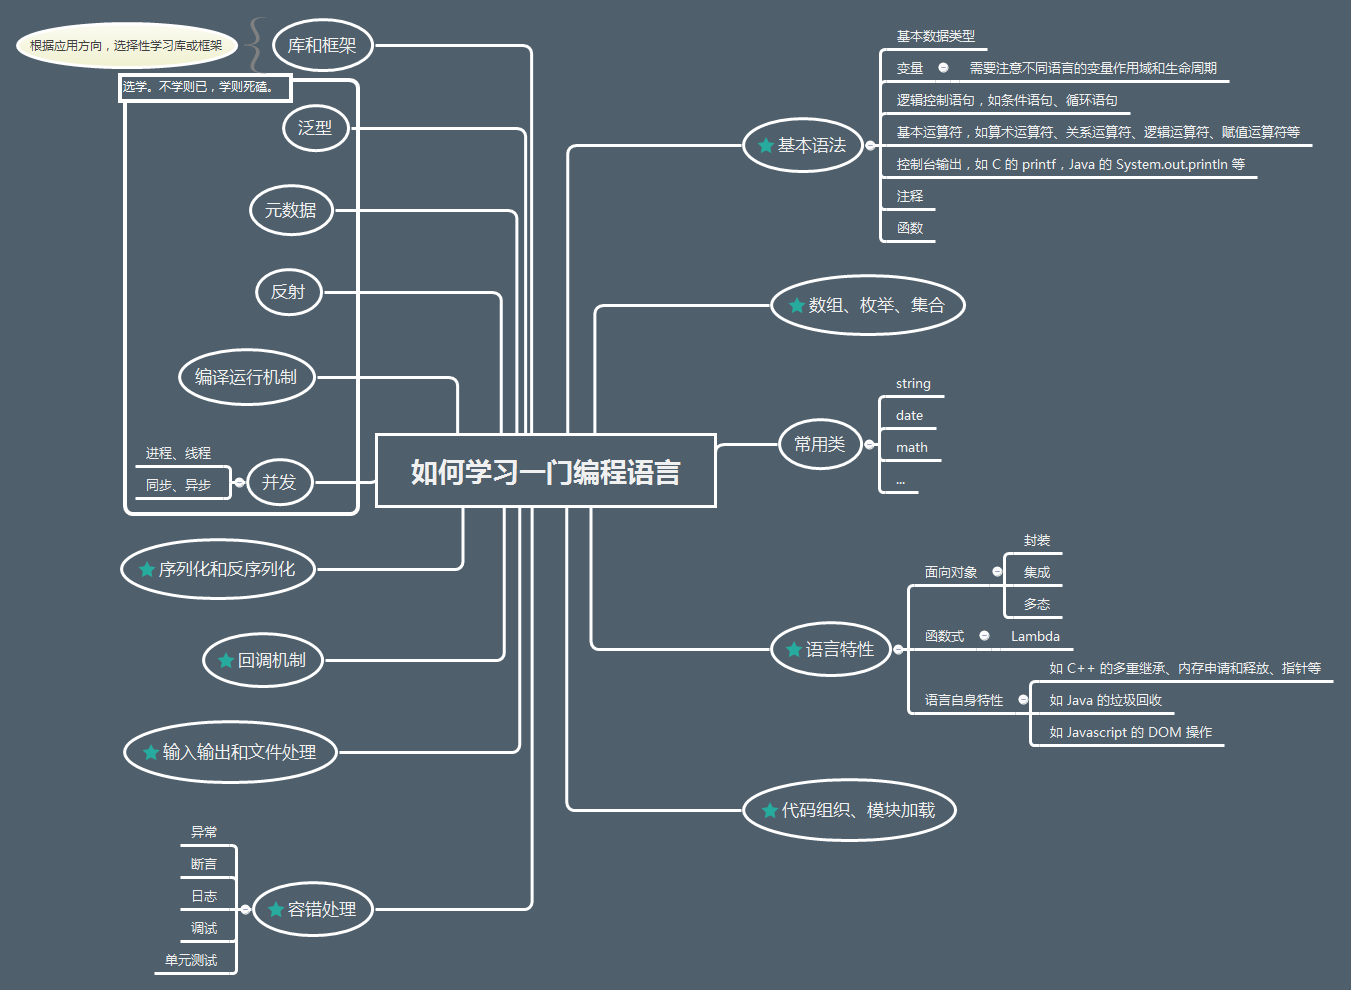 如何学习一门编程语言
基本语法
基本数据类型
变量
需要注意不同语言的变量作用域和生命周期
逻辑控制语句，如条件语句、循环语句
基本运算符，如算术运算符、关系运算符、逻辑运算符、赋值运算符等
控制台输出，如 C 的 printf，Java 的 System.out.println 等
注释
函数
数组、枚举、集合
常用类
string
date
math
...
语言特性
面向对象
封装
集成
多态
函数式
Lambda
语言自身特性
如 C++ 的多重继承、内存申请和释放、指针等
如 Java 的垃圾回收
如 Javascript 的 DOM 操作
代码组织、模块加载
库和框架
根据应用方向，选择性学习库或框架
选学。不学则已，学则死磕。
泛型
元数据
反射
编译运行机制
并发
进程、线程
同步、异步
序列化和反序列化
回调机制
输入输出和文件处理
容错处理
异常
断言
日志
调试
单元测试